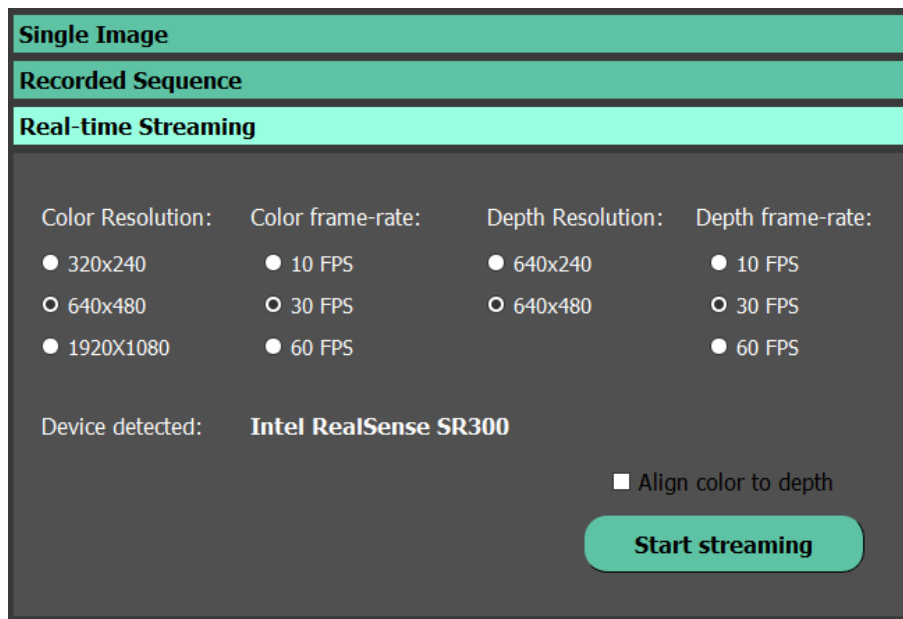 Single Image
Recorded Sequence
Real-time Streaming
Color Resolution: Color frame-rate: Depth Resolution: Depth frame-rate:
320x240 10 FPS 640x240 10 FPS
640x480 30 FPS 640x480 30 FPS
1920X1080 60 FPS 60 FPS
Device detected: Intel RealSense SR300
Align color to depth
Start streaming